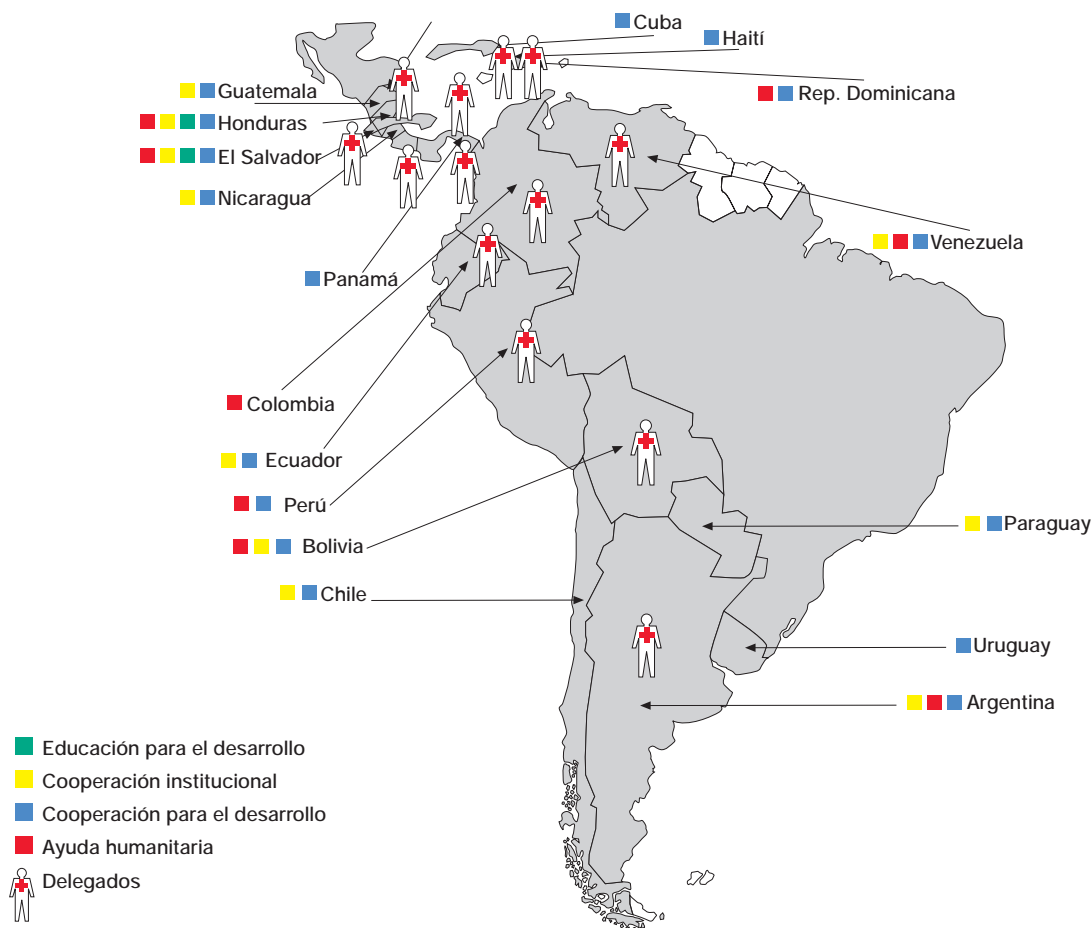 Cuba
Haití
Guatemala
Rep. Dominicana
Honduras
El Salvador
Nicaragua
Venezuela
Panamá
Colombia
Ecuador
Perú
Paraguay
Bolivia
Chile
Uruguay
Argentina
Educación para el desarrollo
Cooperación institucional
Cooperación para el desarrollo
Ayuda humanitaria
Delegados